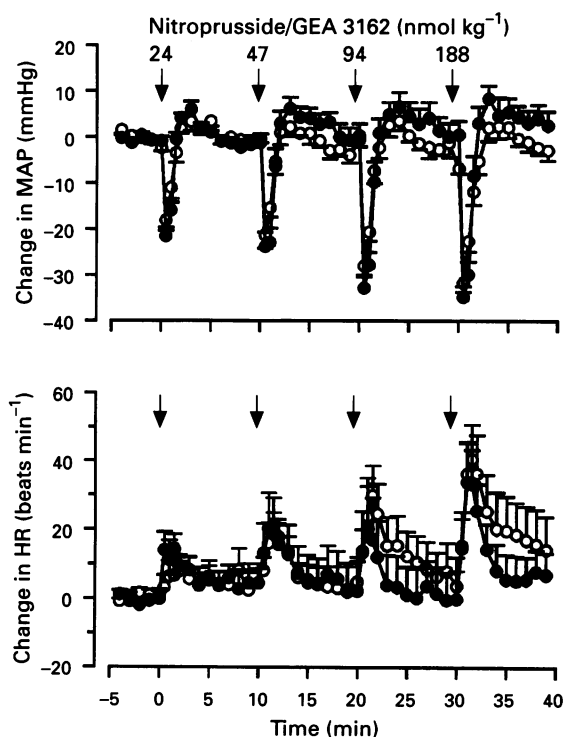 Nitroprusside/GEA 3162 (nmol kg⁻¹)
24 47 94 188
20
10
0
−10
−20
−30
−40
Change in MAP (mmHg)
60
40
20
0
−20
Change in HR (beats min⁻¹)
−5 0 5 10 15 20 25 30 35 40
Time (min)